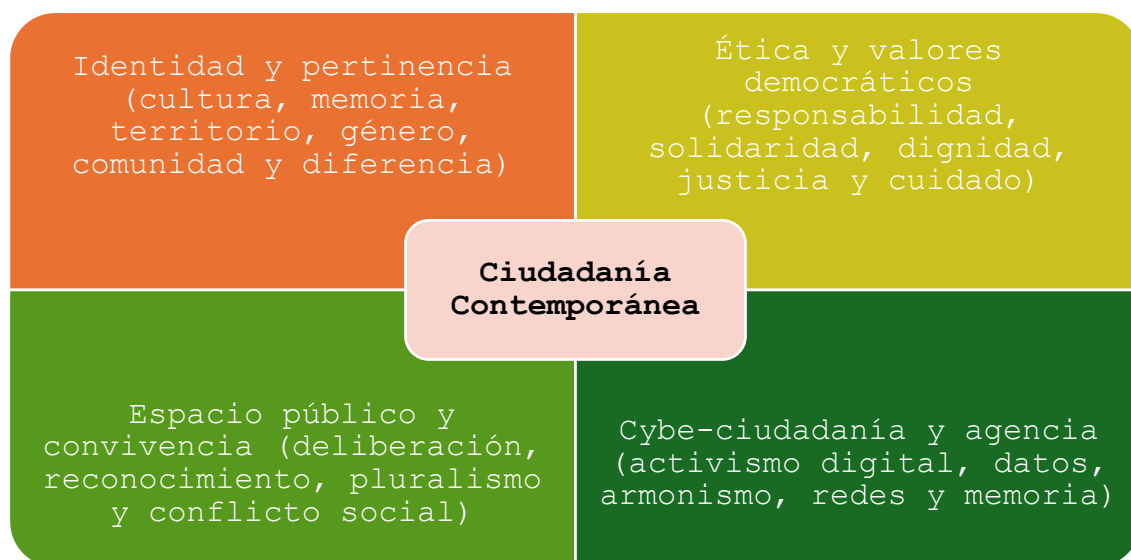 Identidad y pertinencia
(cultura, memoria,
territorio, género,
comunidad y diferencia)
Ética y valores
democráticos
(responsabilidad,
solidaridad, dignidad,
justicia y cuidado)
Ciudadanía
Contemporánea
Espacio público y
convivencia (deliberación,
reconocimiento, pluralismo
y conflicto social)
Cybe-ciudadanía y agencia
(activismo digital, datos,
armonismo, redes y memoria)